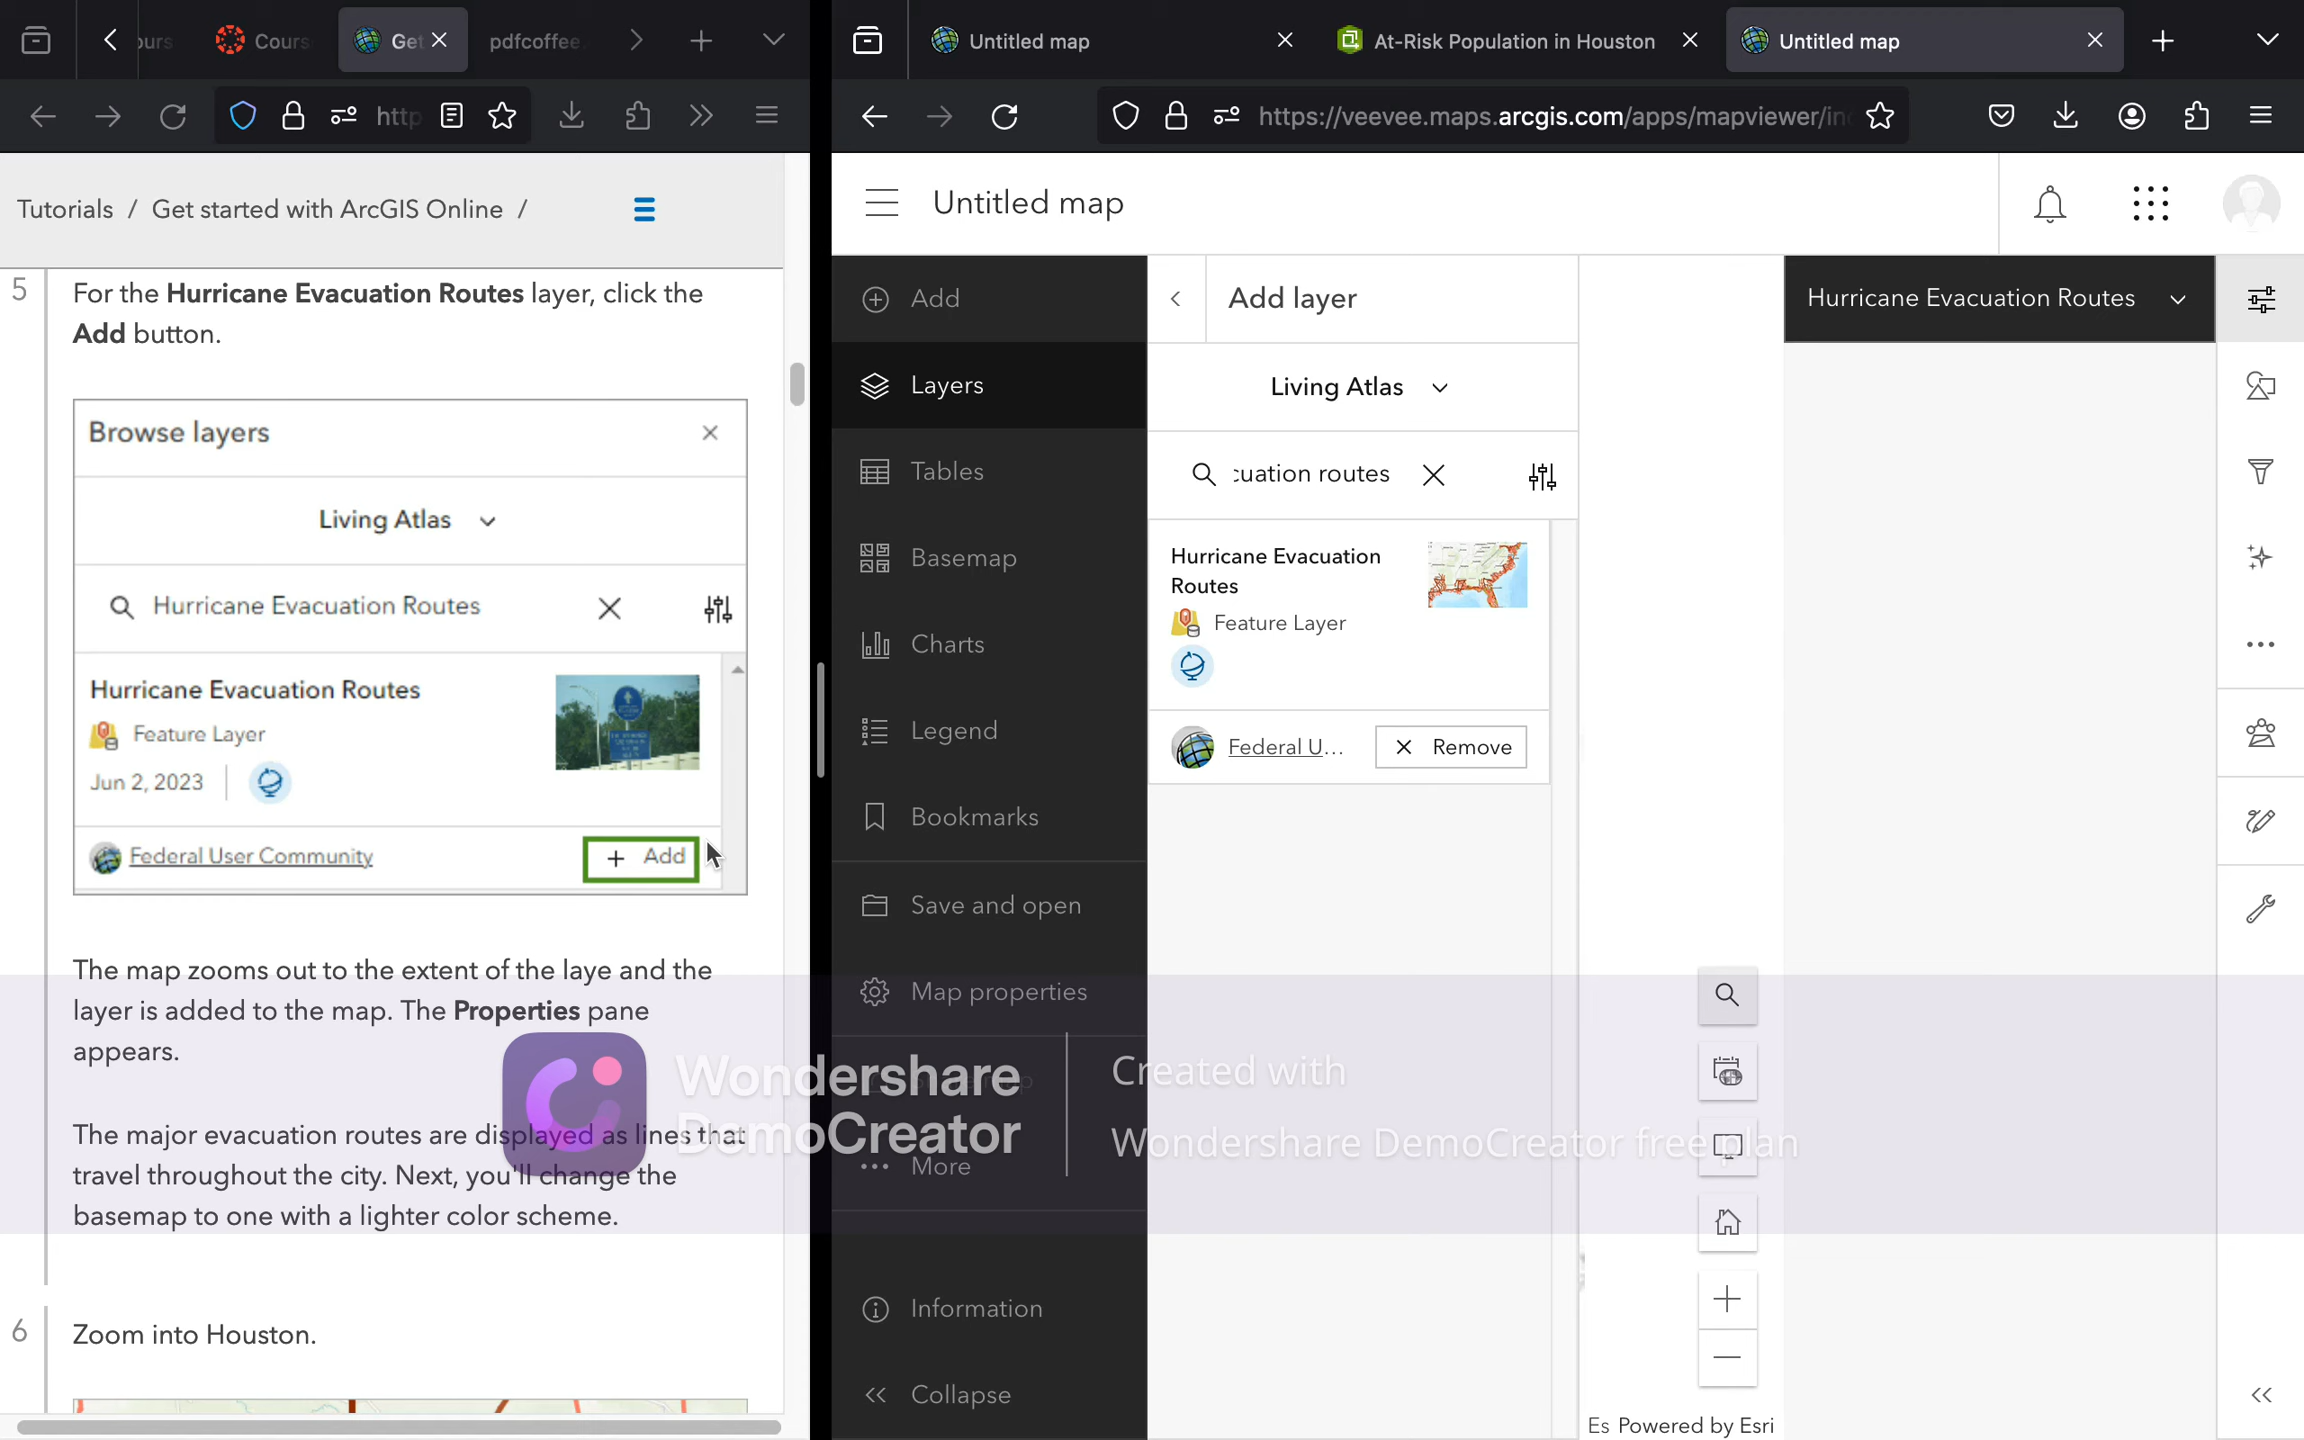 ours
Cours
Get
pdfcoffee.
Untitled map
At-Risk Population in Houston
Untitled map
http
https://veevee.maps.arcgis.com/apps/mapviewer/in
Tutorials / Get started with ArcGIS Online /
5
For the Hurricane Evacuation Routes layer, click the
Add button.
Browse layers
Living Atlas
Hurricane Evacuation Routes
Hurricane Evacuation Routes
Feature Layer
Jun 2, 2023
Federal User Community
+ Add
The map zooms out to the extent of the laye and the
layer is added to the map. The Properties pane
appears.
The major evacuation routes are displayed as lines that
travel throughout the city. Next, you'll change the
basemap to one with a lighter color scheme.
6
Zoom into Houston.
Untitled map
Add
Layers
Tables
Basemap
Charts
Legend
Bookmarks
Save and open
Map properties
More
Information
Collapse
Add layer
Living Atlas
cuation routes
Hurricane Evacuation
Routes
Feature Layer
Federal U...
Remove
Hurricane Evacuation Routes
Es Powered by Esri
Wondershare
DemoCreator
Created with
Wondershare DemoCreator free plan